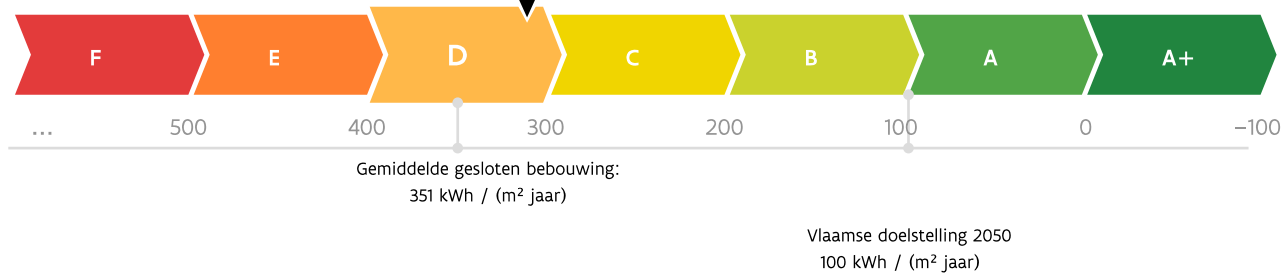 F E D C B A A+
... 500 400 300 200 100 0 −100
Gemiddelde gesloten bebouwing:
351 kWh / (m² jaar)
Vlaamse doelstelling 2050
100 kWh / (m² jaar)